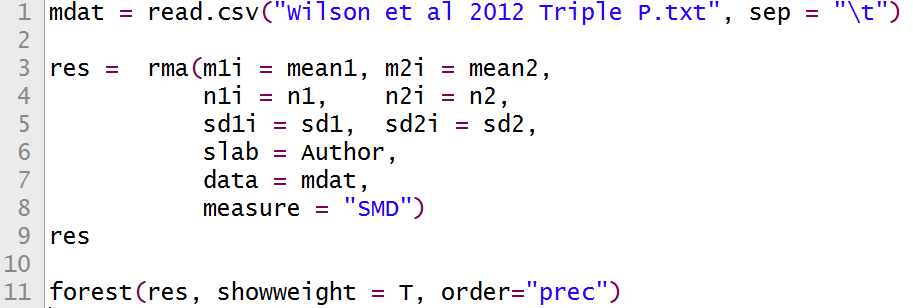 1 mdat = read.csv("Wilson et al 2012 Triple P.txt", sep = "\t")
2
3 res =  rma(m1i = mean1, m2i = mean2,
4           n1i = n1,    n2i = n2,
5           sd1i = sd1,  sd2i = sd2,
6           slab = Author,
7           data = mdat,
8           measure = "SMD")
9 res
10
11 forest(res, showweight = T, order="prec")